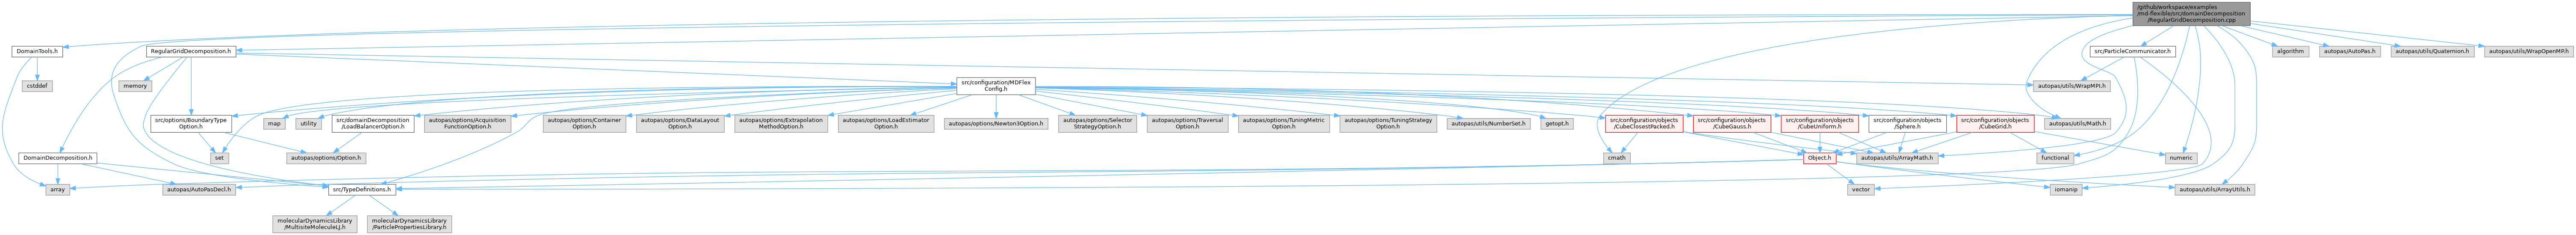 /github/workspace/examples
/md-flexible/src/domainDecomposition
/RegularGridDecomposition.cpp
DomainTools.h
RegularGridDecomposition.h
src/ParticleCommunicator.h
algorithm
autopas/AutoPas.h
autopas/utils/Quaternion.h
autopas/utils/WrapOpenMP.h
cstddef
memory
src/configuration/MDFlex
Config.h
autopas/utils/WrapMPI.h
src/options/BoundaryType
Option.h
map
utility
src/domainDecomposition
/LoadBalancerOption.h
autopas/options/Acquisition
FunctionOption.h
autopas/options/Container
Option.h
autopas/options/DataLayout
Option.h
autopas/options/Extrapolation
MethodOption.h
autopas/options/LoadEstimator
Option.h
autopas/options/Newton3Option.h
autopas/options/Selector
StrategyOption.h
autopas/options/Traversal
Option.h
autopas/options/TuningMetric
Option.h
autopas/options/TuningStrategy
Option.h
autopas/utils/NumberSet.h
getopt.h
src/configuration/objects
/CubeClosestPacked.h
src/configuration/objects
/CubeGauss.h
src/configuration/objects
/CubeUniform.h
src/configuration/objects
/Sphere.h
src/configuration/objects
/CubeGrid.h
autopas/utils/Math.h
DomainDecomposition.h
set
autopas/options/Option.h
cmath
Object.h
autopas/utils/ArrayMath.h
functional
numeric
array
autopas/AutoPasDecl.h
src/TypeDefinitions.h
vector
iomanip
autopas/utils/ArrayUtils.h
molecularDynamicsLibrary
/MultisiteMoleculeLJ.h
molecularDynamicsLibrary
/ParticlePropertiesLibrary.h